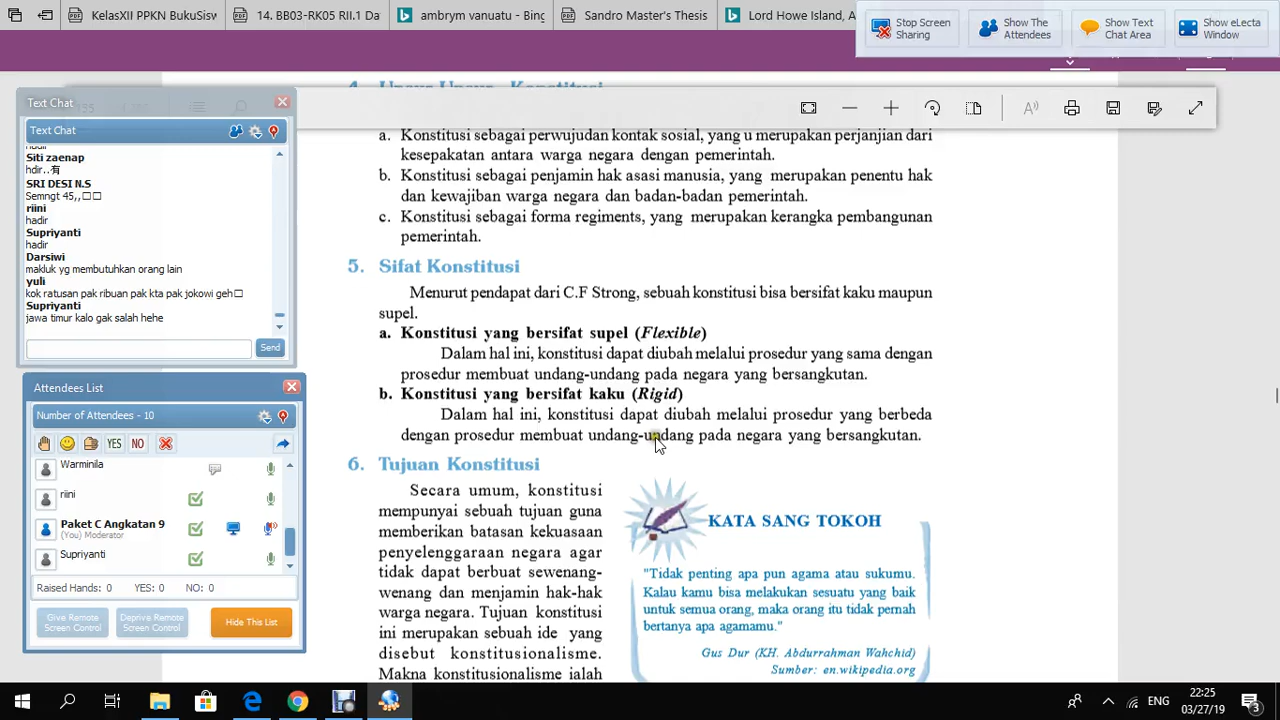 KelasXII PPKN BukuSisw
14. BB03-RK05 RII.1 Da
ambrym vanuatu - Bing
Sandro Master's Thesis
Lord Howe Island, A
Stop Screen
Sharing
Show The
Attendees
Show Text
Chat Area
Show eLecta
Window
Text Chat
Text Chat
Siti zaenap
hdir..有
SRI DESI N.S
Semngt 45,,□ □
riini
hadir
Supriyanti
hadir
Darsiwi
makluk yg membutuhkan orang lain
yuli
kok ratusan pak ribuan pak kta pak jokowi geh□
Supriyanti
jawa timur kalo gak salah hehe
Send
Attendees List
Number of Attendees - 10
YES NO
Warminila
riini
Paket C Angkatan 9
(You) Moderator
Supriyanti
Raised Hands: 0 YES: 0 NO: 0
Give Remote
Screen Control
Deprive Remote
Screen Control
Hide This List
a. Konstitusi sebagai perwujudan kontak sosial, yang u merupakan perjanjian dari
kesepakatan antara warga negara dengan pemerintah.
b. Konstitusi sebagai penjamin hak asasi manusia, yang merupakan penentu hak
dan kewajiban warga negara dan badan-badan pemerintah.
c. Konstitusi sebagai forma regiments, yang merupakan kerangka pembangunan
pemerintah.
5. Sifat Konstitusi
Menurut pendapat dari C.F Strong, sebuah konstitusi bisa bersifat kaku maupun
supel.
a. Konstitusi yang bersifat supel (Flexible)
Dalam hal ini, konstitusi dapat diubah melalui prosedur yang sama dengan
prosedur membuat undang-undang pada negara yang bersangkutan.
b. Konstitusi yang bersifat kaku (Rigid)
Dalam hal ini, konstitusi dapat diubah melalui prosedur yang berbeda
dengan prosedur membuat undang-undang pada negara yang bersangkutan.
6. Tujuan Konstitusi
Secara umum, konstitusi
mempunyai sebuah tujuan guna
memberikan batasan kekuasaan
penyelenggaraan negara agar
tidak dapat berbuat sewenang-
wenang dan menjamin hak-hak
warga negara. Tujuan konstitusi
ini merupakan sebuah ide yang
disebut konstitusionalisme.
Makna konstitusionalisme ialah
KATA SANG TOKOH
"Tidak penting apa pun agama atau sukumu.
Kalau kamu bisa melakukan sesuatu yang baik
untuk semua orang, maka orang itu tidak pernah
bertanya apa agamamu."
Gus Dur (KH. Abdurrahman Wahchid)
Sumber: en.wikipedia.org
ENG
22:25
03/27/19
3